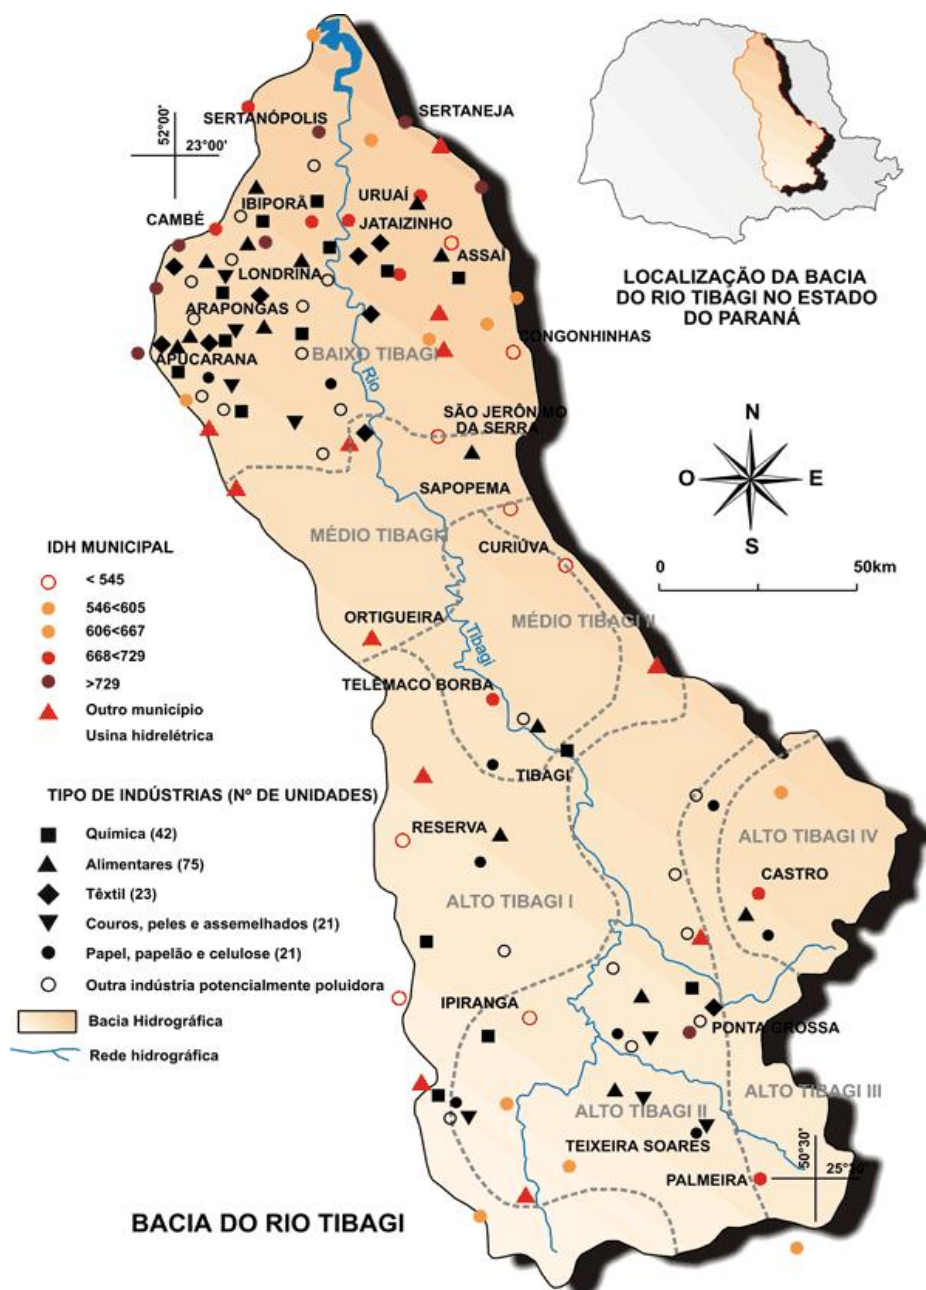 SERTANÓPOLIS
SERTANEJA
52°00'
23°00'
IBIPORÃ
URUAÍ
CAMBÉ
JATAIZINHO
LONDRINA
ASSAÍ
ARAPONGAS
APUCARANA
BAIXO TIBAGI
CONGONHINHAS
Rio
LOCALIZAÇÃO DA BACIA
DO RIO TIBAGI NO ESTADO
DO PARANÁ
SÃO JERÔNIMO
DA SERRA
SAPOPEMA
N
O
E
S
MÉDIO TIBAGI I
CURIÚVA
0
50km
ORTIGUEIRA
MÉDIO TIBAGI II
Tibagi
TELÊMACO BORBA
TIBAGI
RESERVA
ALTO TIBAGI IV
CASTRO
ALTO TIBAGI I
IPIRANGA
PONTA GROSSA
ALTO TIBAGI III
ALTO TIBAGI II
TEIXEIRA SOARES
PALMEIRA
50°30'
25°30'
IDH MUNICIPAL
< 545
546<605
606<667
668<729
>729
Outro município
Usina hidrelétrica
TIPO DE INDÚSTRIAS (Nº DE UNIDADES)
Química (42)
Alimentares (75)
Têxtil (23)
Couros, peles e assemelhados (21)
Papel, papelão e celulose (21)
Outra indústria potencialmente poluidora
Bacia Hidrográfica
Rede hidrográfica
BACIA DO RIO TIBAGI